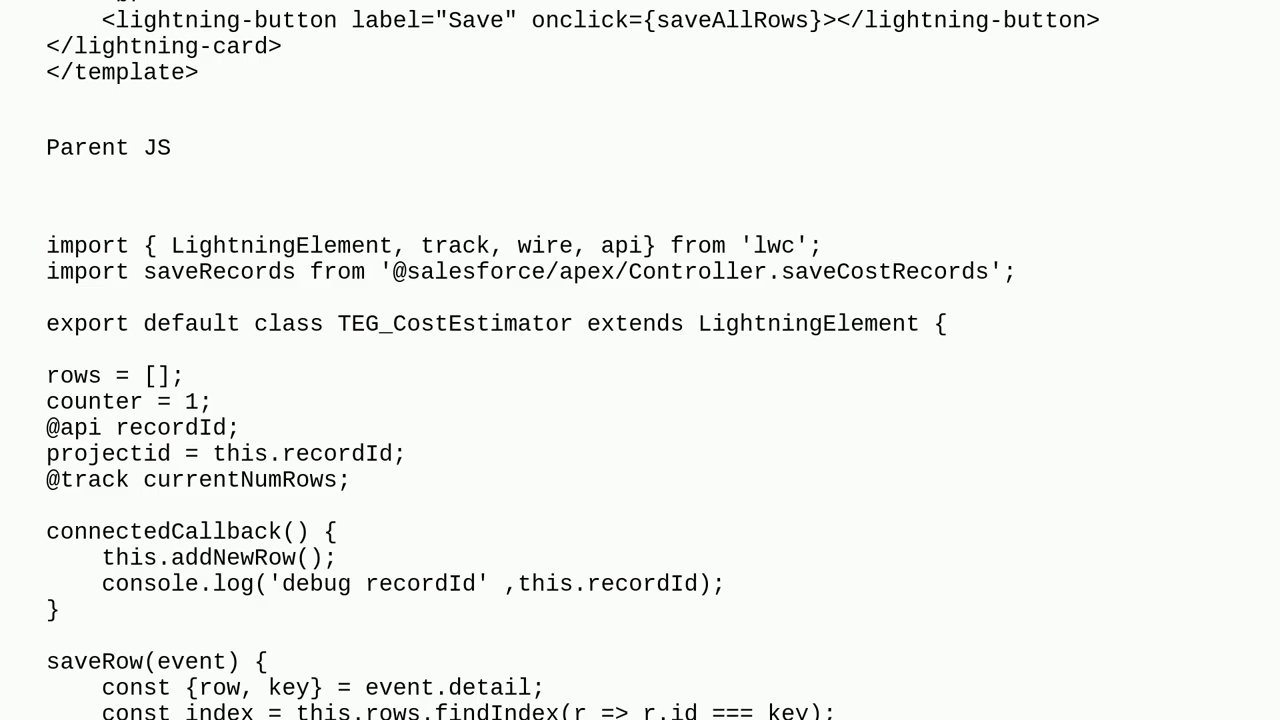 <lightning-button label="Save" onclick={saveAllRows}></lightning-button>
</lightning-card>
</template>
Parent JS
import { LightningElement, track, wire, api} from 'lwc';
import saveRecords from '@salesforce/apex/Controller.saveCostRecords';
export default class TEG_CostEstimator extends LightningElement {
rows = [];
counter = 1;
@api recordId;
projectid = this.recordId;
@track currentNumRows;
connectedCallback() {
this.addNewRow();
console.log('debug recordId' ,this.recordId);
}
saveRow(event) {
const {row, key} = event.detail;
const index = this.rows.findIndex(r => r.id === key);